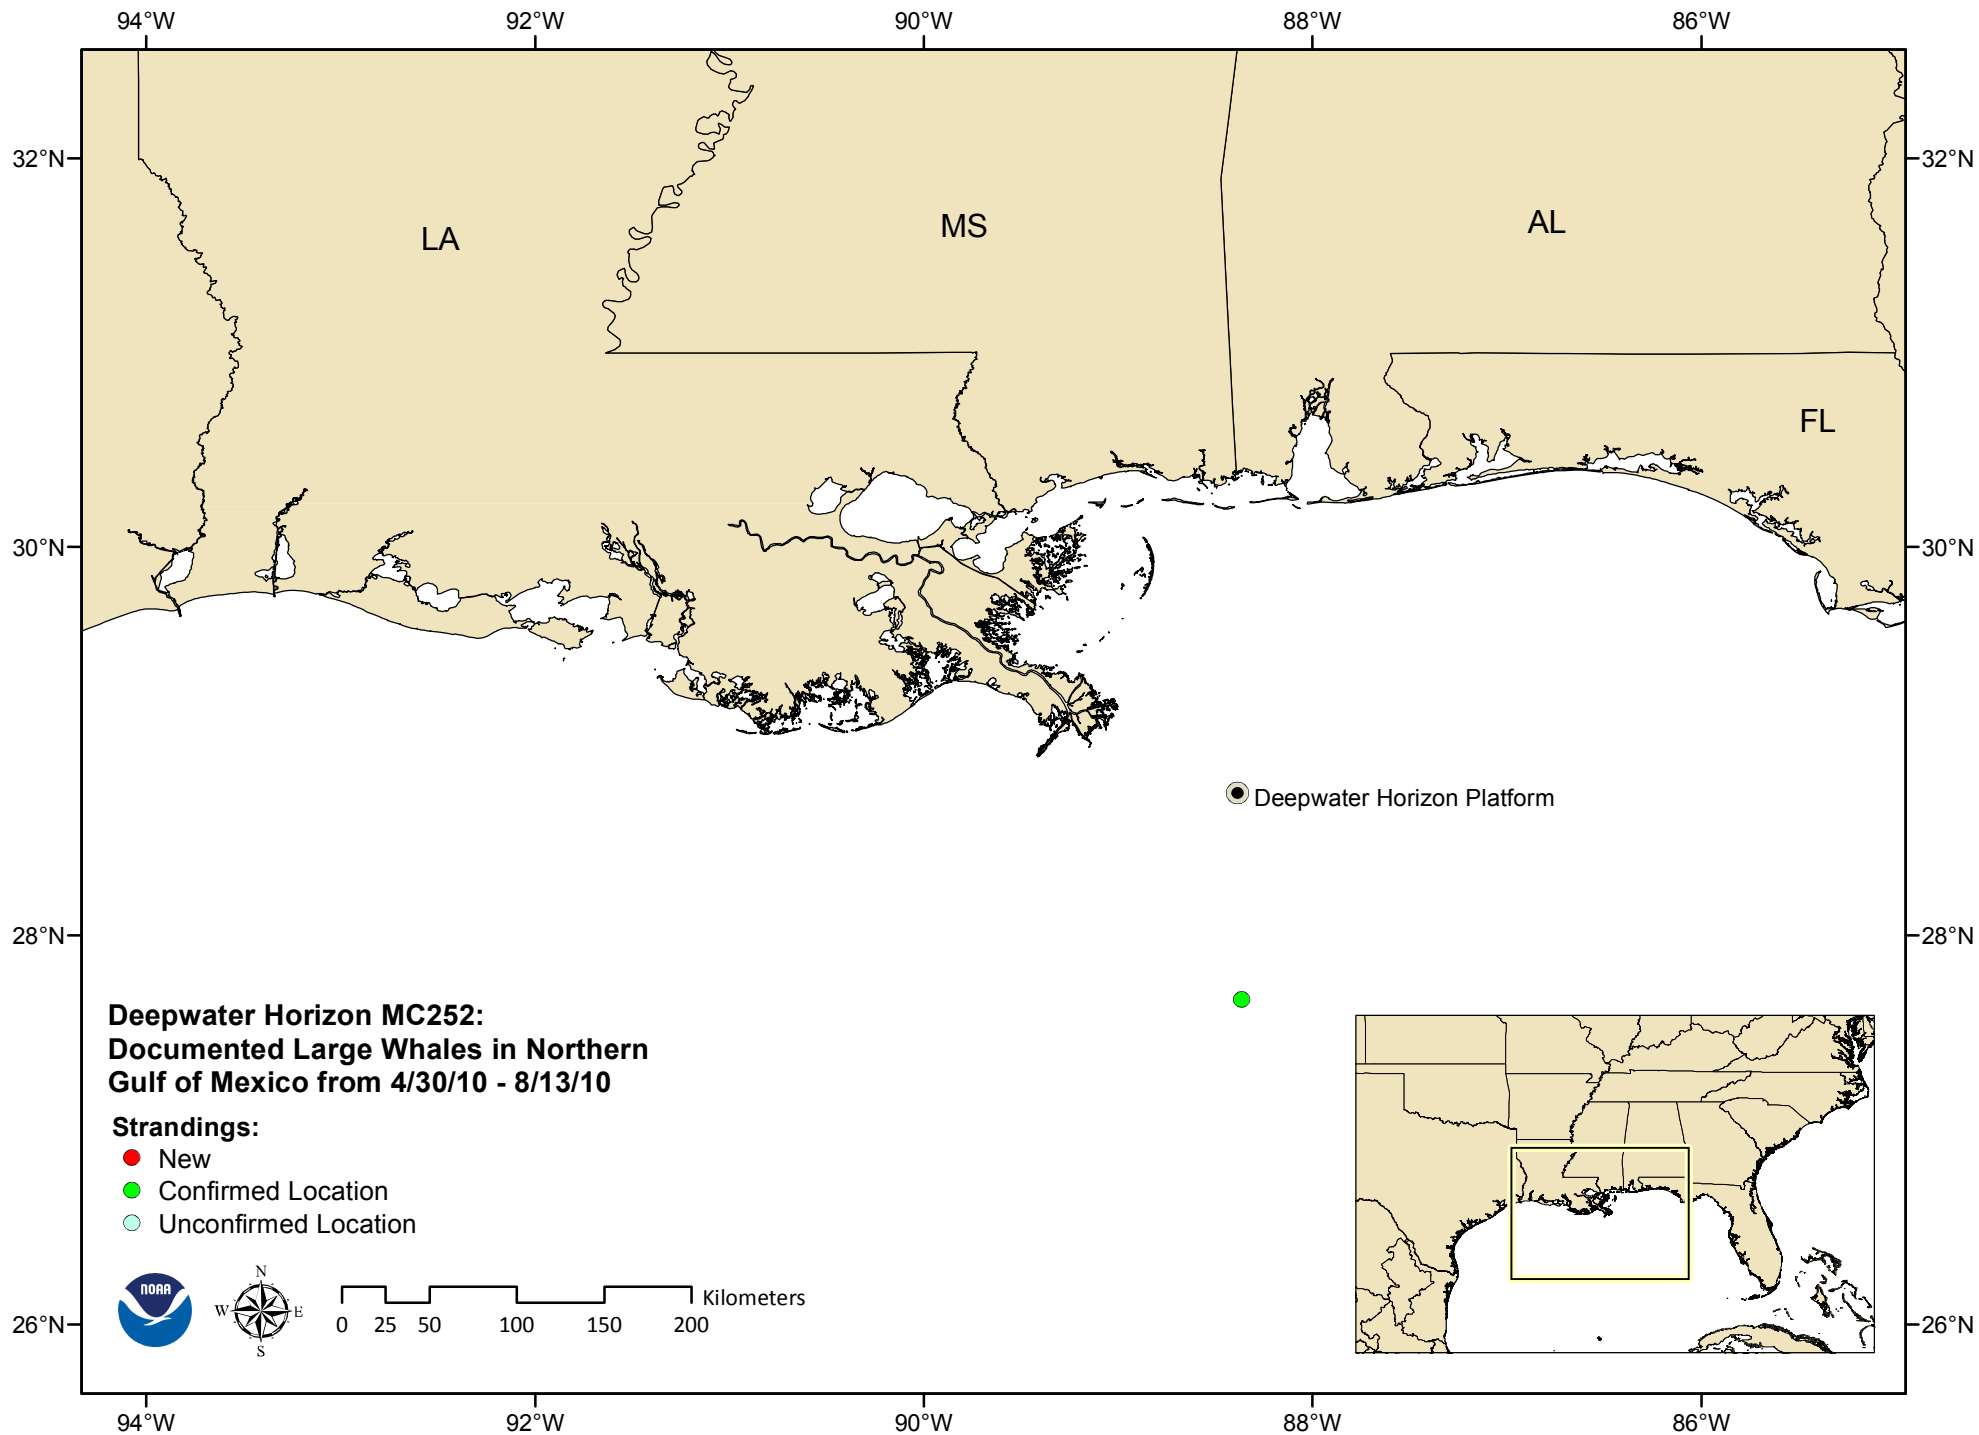 94°W 92°W 90°W 88°W 86°W
32°N 32°N
LA MS AL
FL
30°N 30°N
Deepwater Horizon Platform
28°N 28°N
Deepwater Horizon MC252:
Documented Large Whales in Northern
Gulf of Mexico from 4/30/10 - 8/13/10
Strandings:
New
Confirmed Location
Unconfirmed Location
NOAA
N
W E
S
Kilometers
0 25 50 100 150 200
26°N 26°N
94°W 92°W 90°W 88°W 86°W